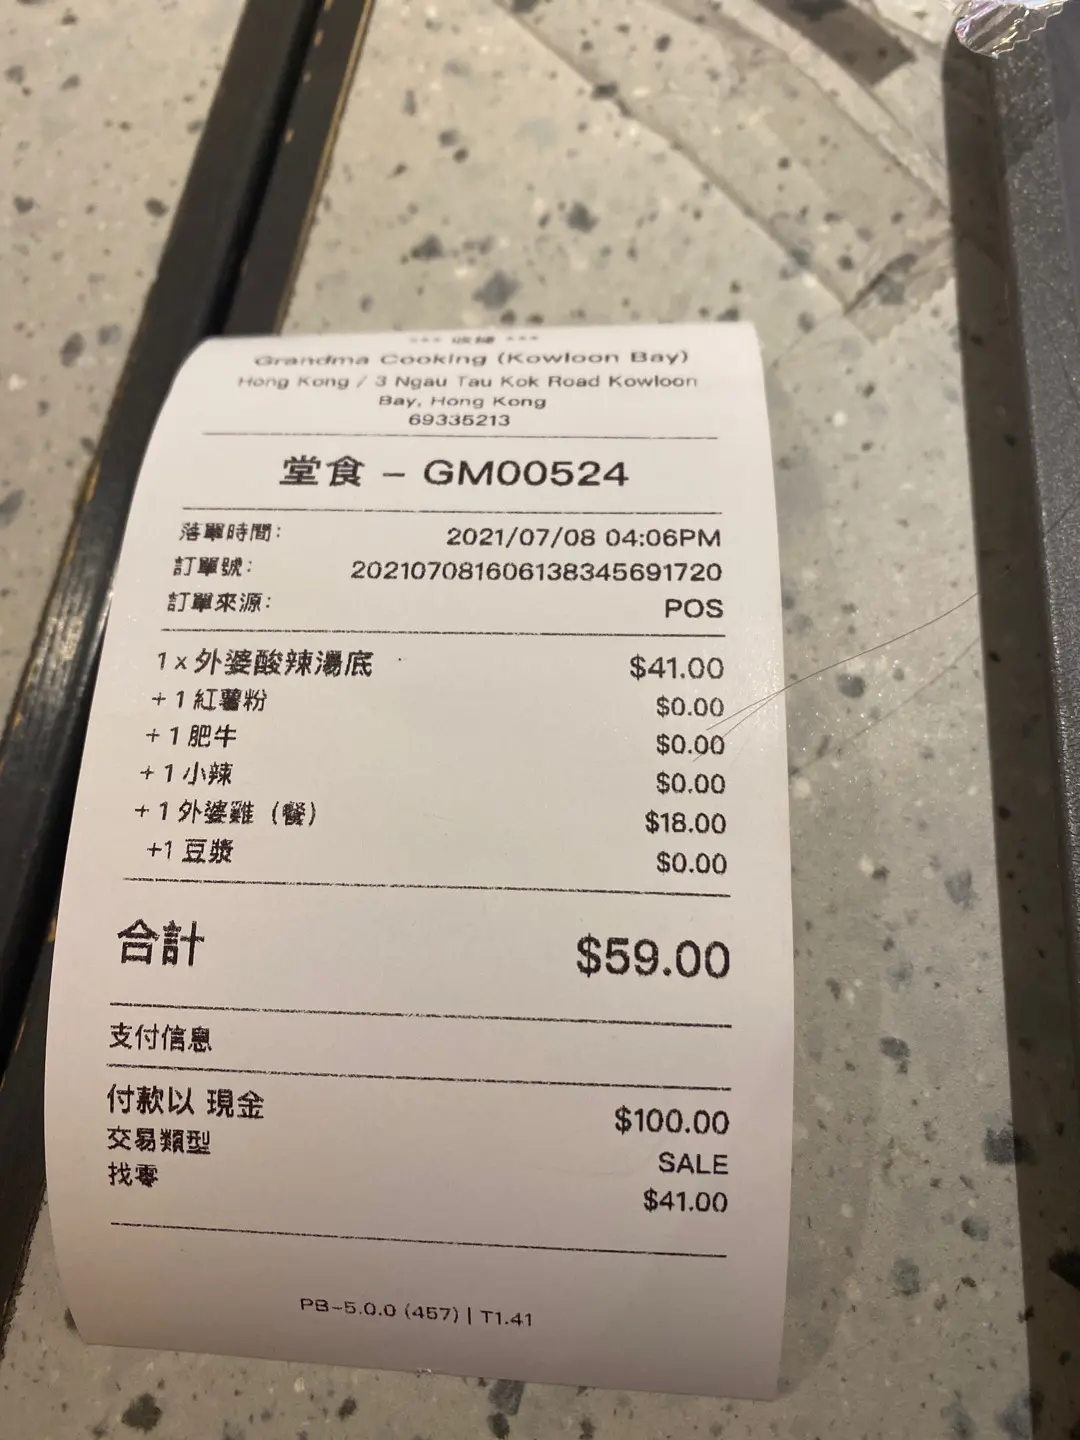 *** 收據 ***
Grandma Cooking (Kowloon Bay)
Hong Kong / 3 Ngau Tau Kok Road Kowloon
Bay, Hong Kong
69335213
堂食 – GM00524
落單時間: 2021/07/08 04:06PM
訂單號: 20210708160613834569172​0
訂單來源: POS
1 x 外婆酸辣湯底 $41.00
+ 1 紅薯粉 $0.00
+ 1 肥牛 $0.00
+ 1 小辣 $0.00
+ 1 外婆雞（餐） $18.00
+1 豆漿 $0.00
合計 $59.00
支付信息
付款以 現金 $100.00
交易類型 SALE
找零 $41.00
PB-5.0.0 (457) | T1.41